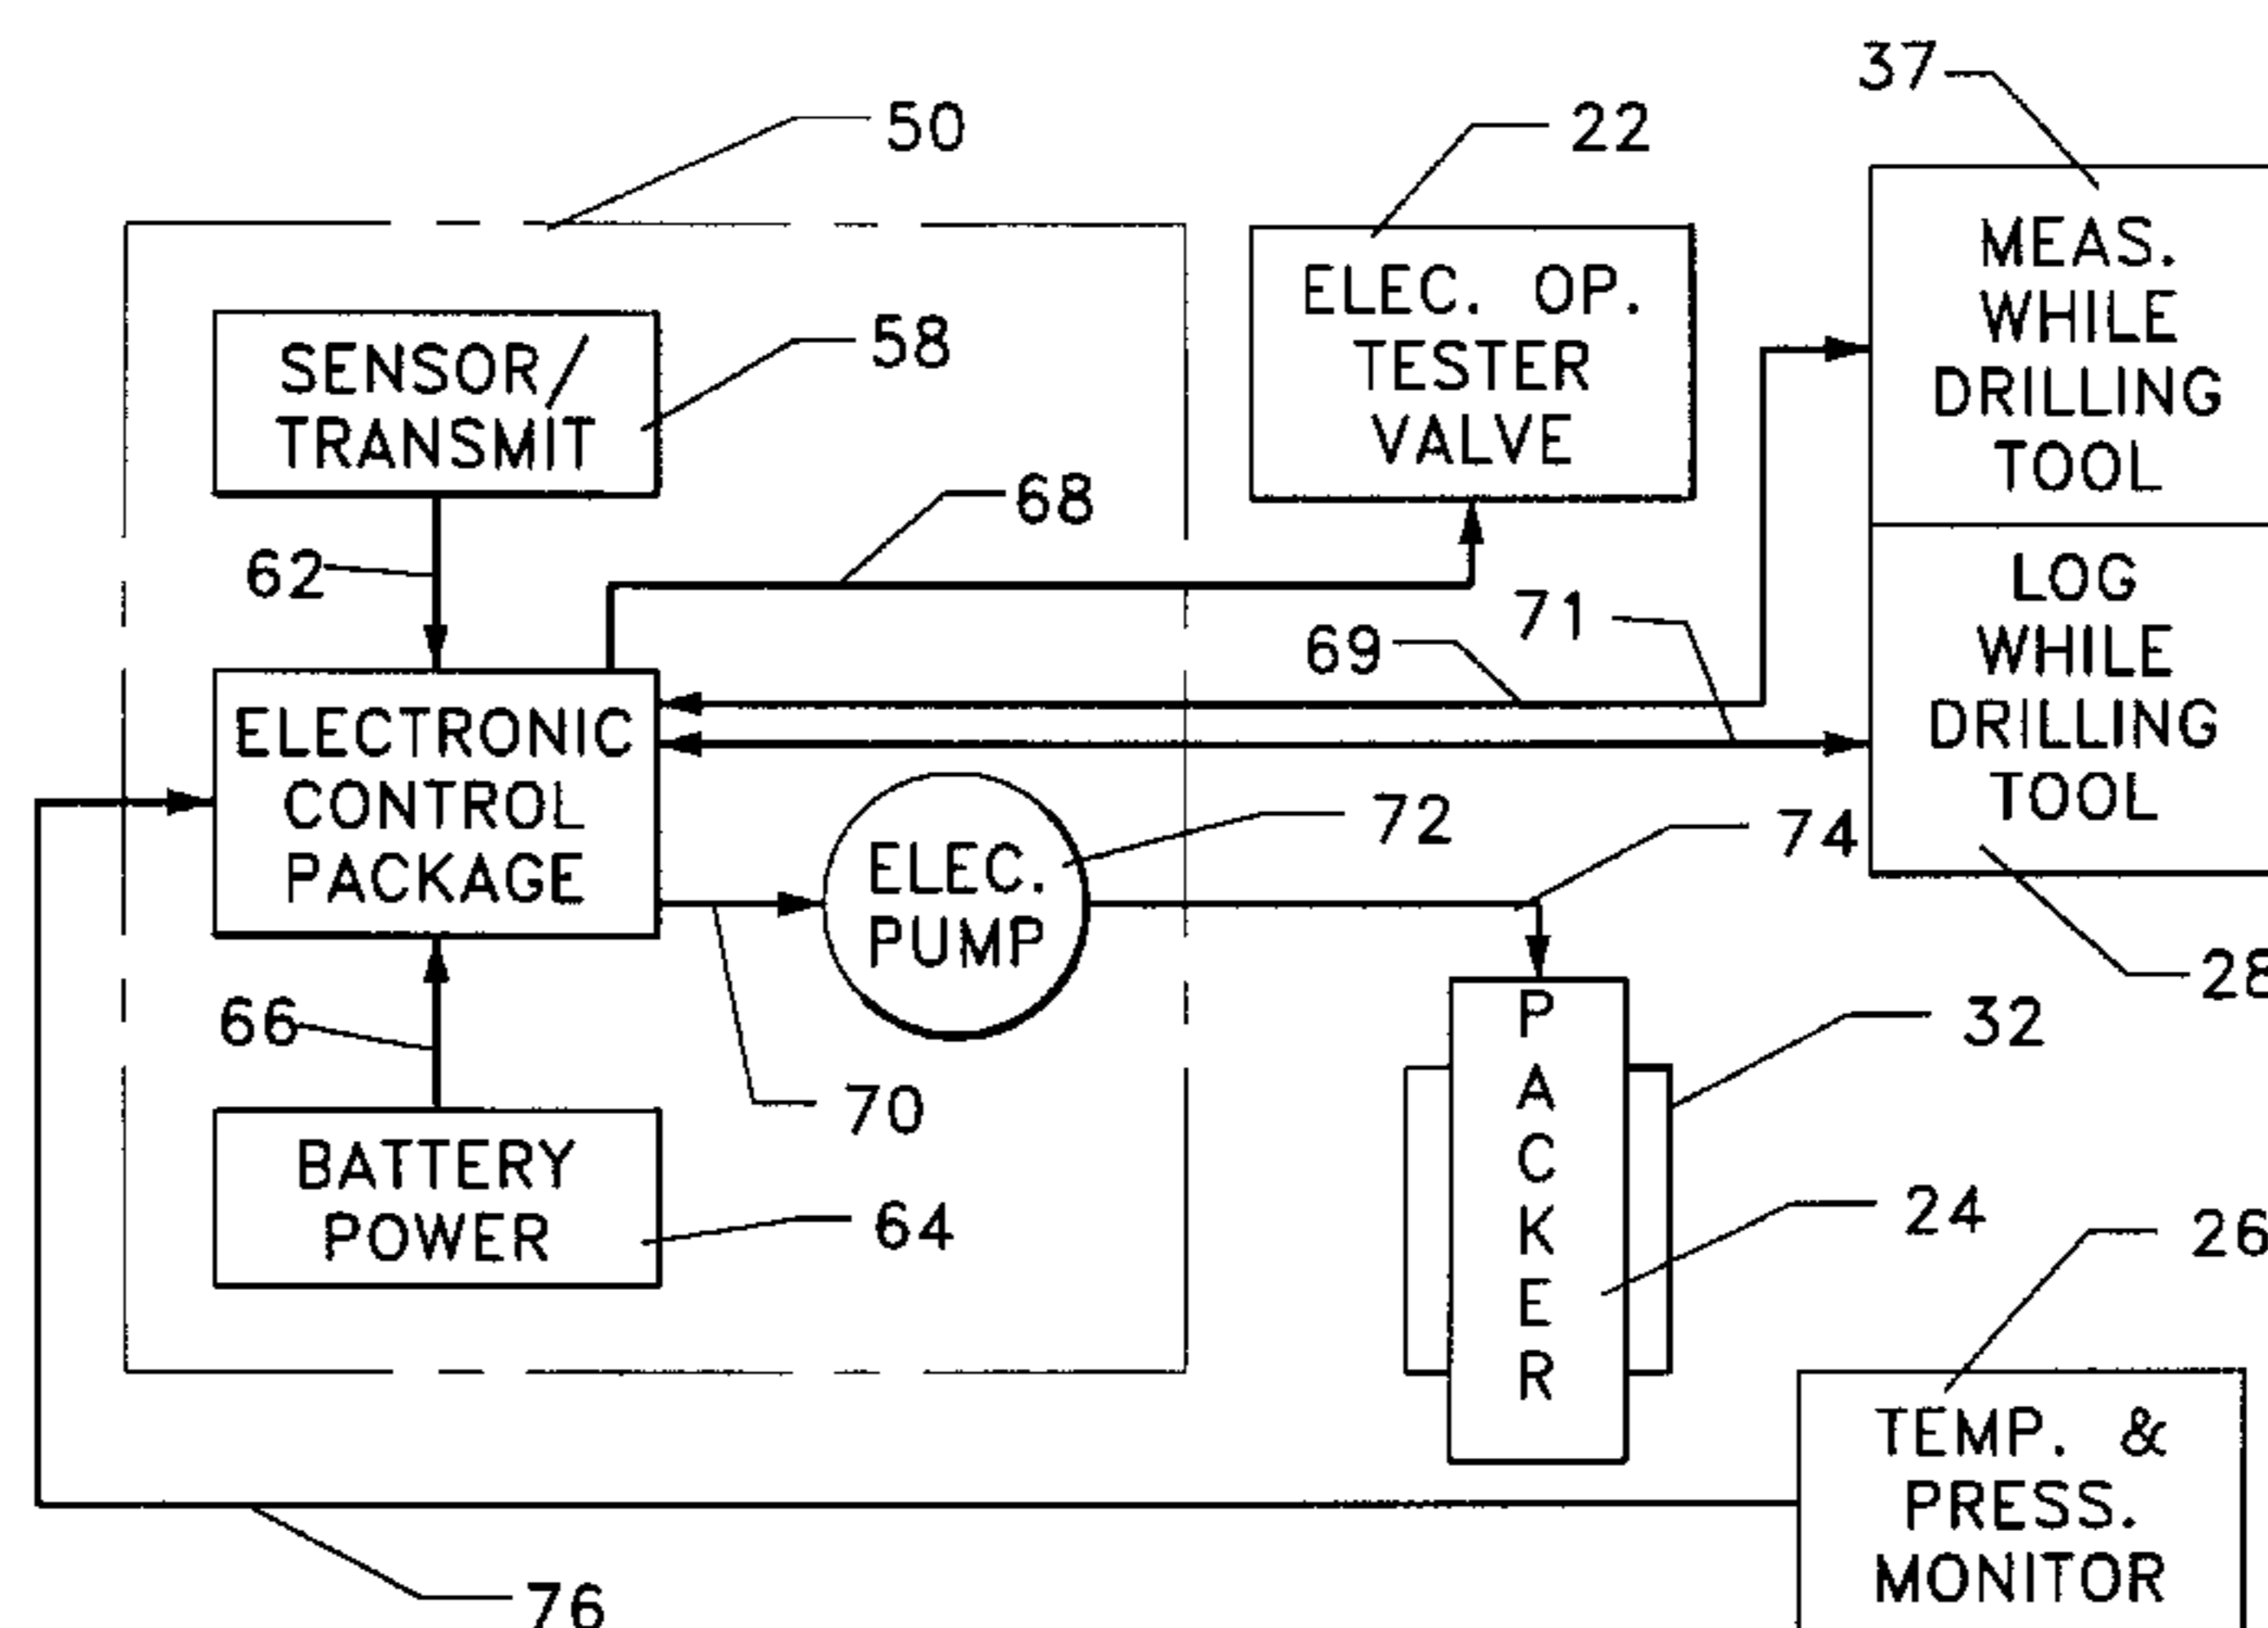 37
50
22
MEAS.
WHILE
DRILLING
TOOL
ELEC. OP.
TESTER
VALVE
SENSOR/
TRANSMIT
58
68
62
LOG
WHILE
DRILLING
TOOL
71
69
ELECTRONIC
CONTROL
PACKAGE
72
74
ELEC.
PUMP
28
66
32
PACKER
70
BATTERY
POWER
64
24
26
TEMP. &
PRESS.
MONITOR
76